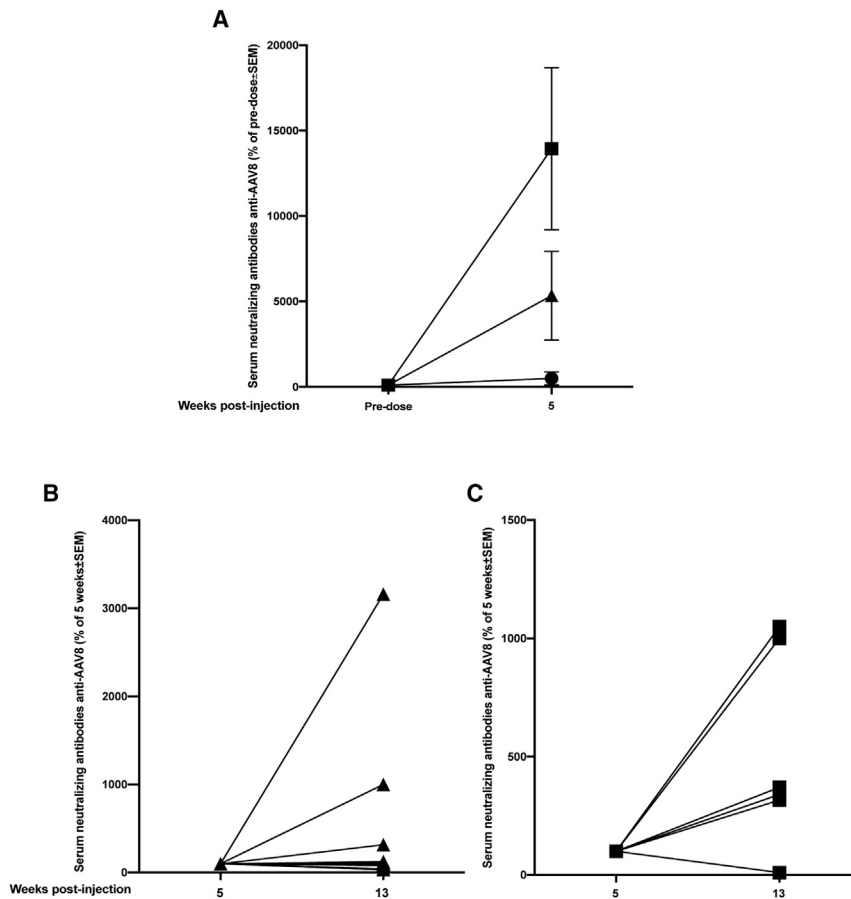 A
Serum neutralizing antibodies anti-AAV8 (% of pre-dose±SEM)
20000
15000
10000
5000
0
Weeks post-injection
Pre-dose
5
B
Serum neutralizing antibodies anti-AAV8 (% of 5 weeks±SEM)
4000
3000
2000
1000
0
Weeks post-injection
5
13
C
Serum neutralizing antibodies anti-AAV8 (% of 5 weeks±SEM)
1500
1000
500
0
5
13